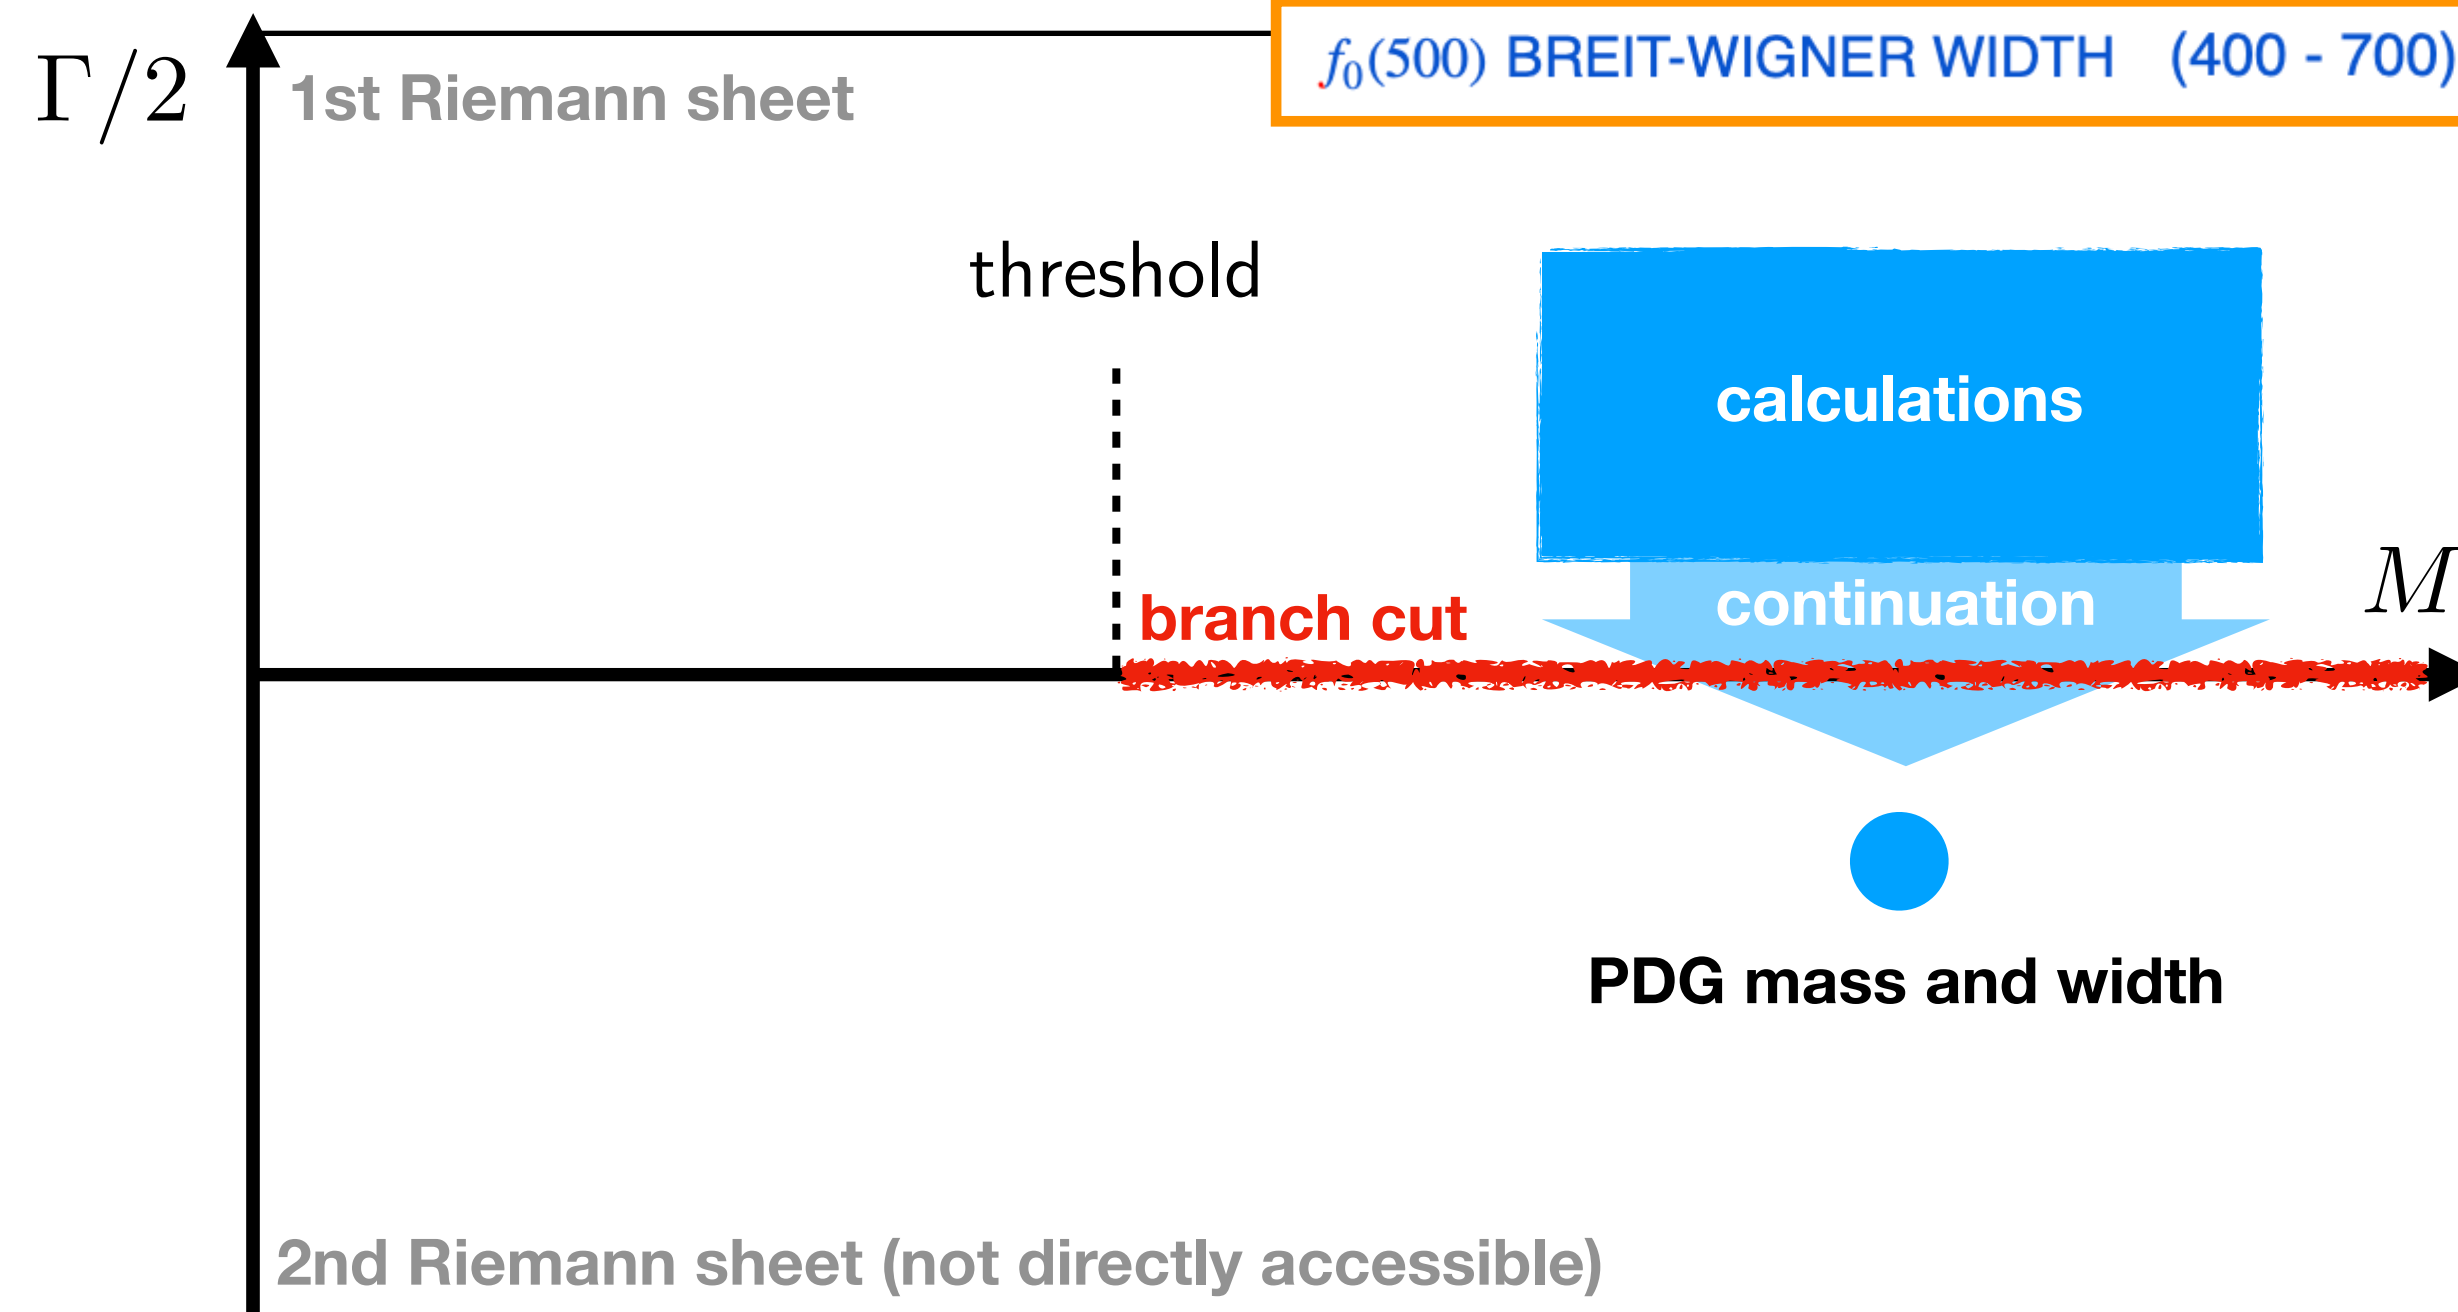 Γ/2
f₀(500) BREIT-WIGNER WIDTH (400 - 700)
1st Riemann sheet
threshold
calculations
continuation
M
branch cut
PDG mass and width
2nd Riemann sheet (not directly accessible)